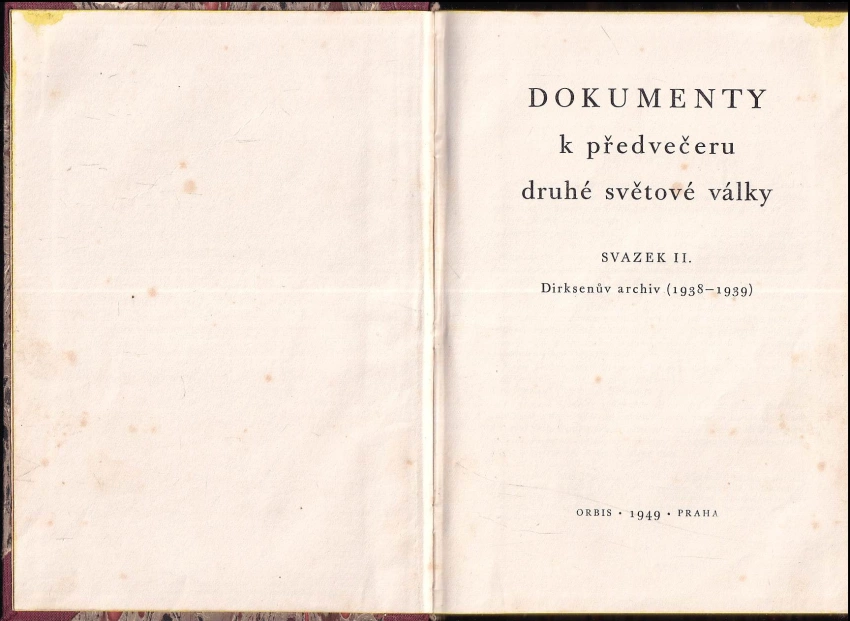 DOKUMENTY
k předvečeru
druhé světové války
SVAZEK II.
Dirksenův archiv (1938–1939)
ORBIS • 1949 • PRAHA